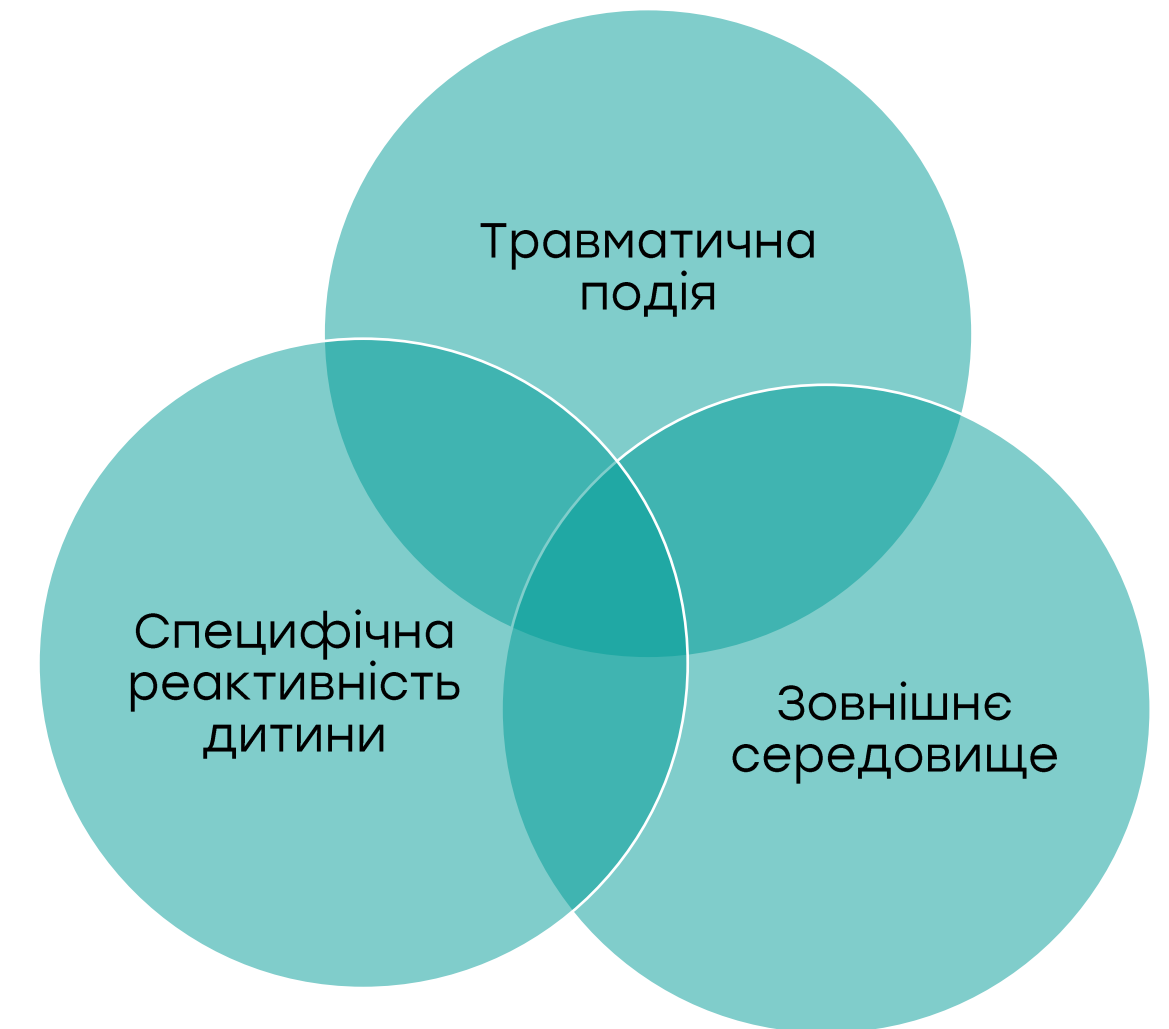 Травматична
подія
Специфічна
реактивність
дитини
Зовнішнє
середовище